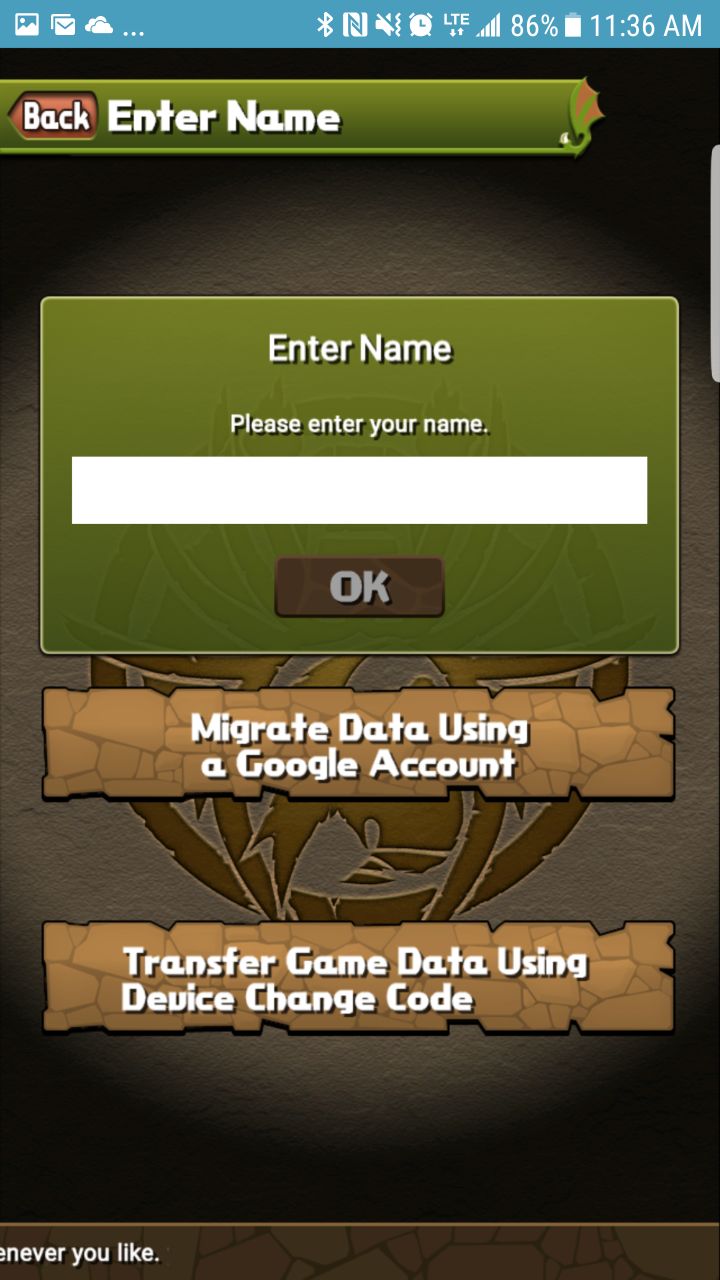 ... LTE 86% 11:36 AM
Back Enter Name
Enter Name
Please enter your name.
OK
Migrate Data Using
a Google Account
Transfer Game Data Using
Device Change Code
enever you like.